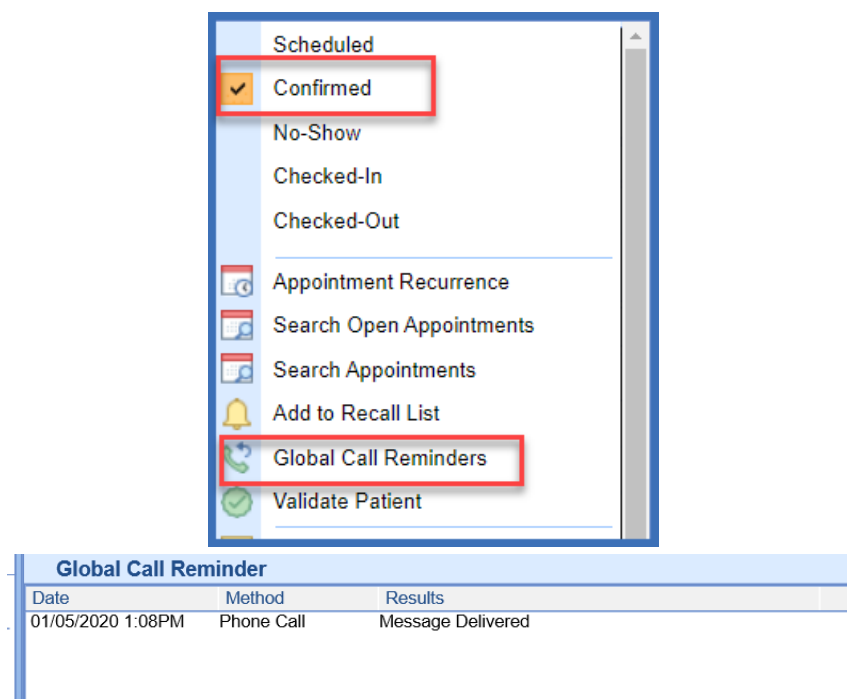 Scheduled
Confirmed
No-Show
Checked-In
Checked-Out
Appointment Recurrence
Search Open Appointments
Search Appointments
Add to Recall List
Global Call Reminders
Validate Patient
Global Call Reminder
Date Method Results
01/05/2020 1:08PM Phone Call Message Delivered